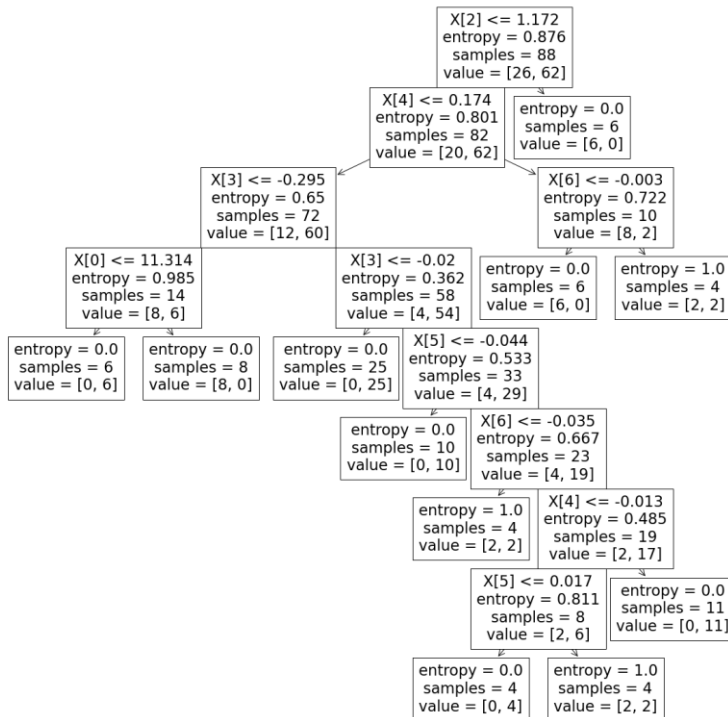 X[2] <= 1.172
entropy = 0.876
samples = 88
value = [26, 62]
X[4] <= 0.174
entropy = 0.801
samples = 82
value = [20, 62]
entropy = 0.0
samples = 6
value = [6, 0]
X[3] <= -0.295
entropy = 0.65
samples = 72
value = [12, 60]
X[6] <= -0.003
entropy = 0.722
samples = 10
value = [8, 2]
X[0] <= 11.314
entropy = 0.985
samples = 14
value = [8, 6]
X[3] <= -0.02
entropy = 0.362
samples = 58
value = [4, 54]
entropy = 0.0
samples = 6
value = [6, 0]
entropy = 1.0
samples = 4
value = [2, 2]
entropy = 0.0
samples = 6
value = [0, 6]
entropy = 0.0
samples = 8
value = [8, 0]
entropy = 0.0
samples = 25
value = [0, 25]
X[5] <= -0.044
entropy = 0.533
samples = 33
value = [4, 29]
entropy = 0.0
samples = 10
value = [0, 10]
X[6] <= -0.035
entropy = 0.667
samples = 23
value = [4, 19]
entropy = 1.0
samples = 4
value = [2, 2]
X[4] <= -0.013
entropy = 0.485
samples = 19
value = [2, 17]
X[5] <= 0.017
entropy = 0.811
samples = 8
value = [2, 6]
entropy = 0.0
samples = 11
value = [0, 11]
entropy = 0.0
samples = 4
value = [0, 4]
entropy = 1.0
samples = 4
value = [2, 2]